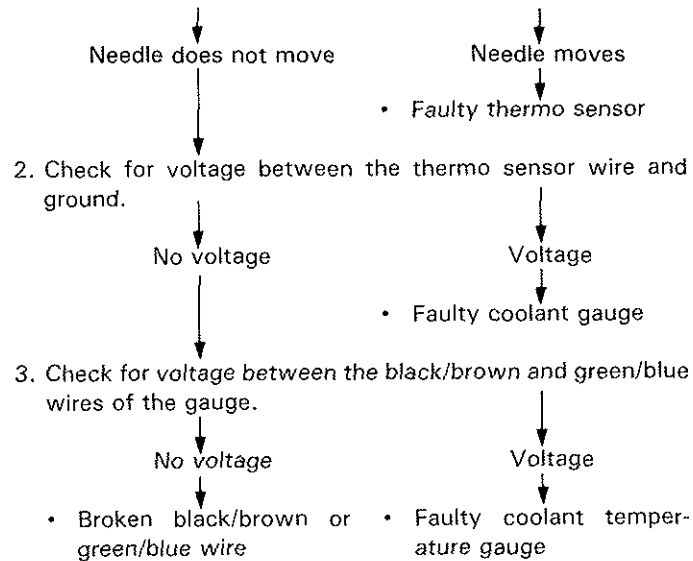 Needle does not move
Needle moves
• Faulty thermo sensor
2. Check for voltage between the thermo sensor wire and
ground.
No voltage
Voltage
• Faulty coolant gauge
3. Check for voltage between the black/brown and green/blue
wires of the gauge.
No voltage
Voltage
• Broken black/brown or
green/blue wire
• Faulty coolant temper-
ature gauge